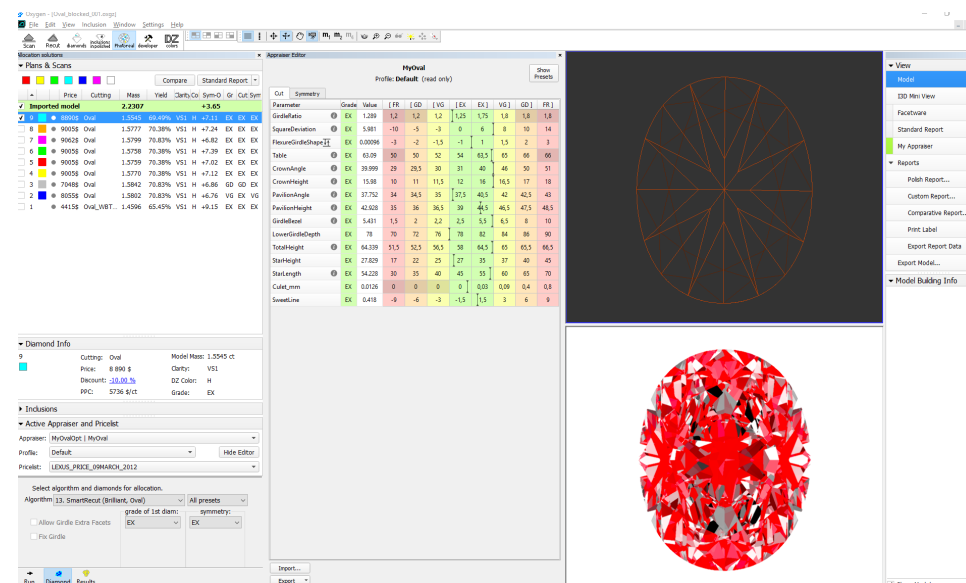 Oxygen - [Oval_blocked_001.oxgz]
File Edit View Inclusion Window Settings Help
Scan Recut diamonds Inclusions inpolished Photoreal developer DZ colors
Allocation solutions
Plans & Scans
Compare Standard Report
Price Cutting Mass Yield Clarity Co Sym-O Gr Cut Sym
Imported model 2.2307 +3.65
9 8890$ Oval 1.5545 69.49% VS1 H +7.11 EX EX EX
8 9005$ Oval 1.5777 70.38% VS1 H +7.24 EX EX EX
7 9062$ Oval 1.5799 70.83% VS1 H +6.82 EX EX EX
6 9005$ Oval 1.5758 70.38% VS1 H +7.39 EX EX EX
5 9005$ Oval 1.5759 70.38% VS1 H +7.02 EX EX EX
4 9005$ Oval 1.5770 70.38% VS1 H +7.12 EX EX EX
3 7048$ Oval 1.5842 70.83% VS1 H +6.86 GD GD EX
2 8055$ Oval 1.5802 70.83% VS1 H +6.76 VG EX VG
1 4415$ Oval_WBT... 1.4596 65.45% VS1 H +9.15 EX EX EX
Diamond Info
9 Cutting: Oval Model Mass: 1.5545 ct
Price: 8 890 $ Clarity: VS1
Discount: -10.00 % DZ Color: H
PPC: 5736 $/ct Grade: EX
Inclusions
Active Appraiser and Pricelist
Appraiser: MyOvalOpt | MyOval
Profile: Default Hide Editor
Pricelist: LEXUS_PRICE_09MARCH_2012
Select algorithm and diamonds for allocation.
Algorithm 13. SmartRecut (Brilliant, Oval) All presets
grade of 1st diam: symmetry:
Allow Girdle Extra Facets EX EX
Fix Girdle
Run Diamond Results
Appraiser Editor
MyOval
Profile: Default (read only)
Show Presets
Cut Symmetry
Parameter Grade Value [ FR [ GD [ VG [ EX EX ] VG ] GD ] FR ]
GirdleRatio EX 1.289 1,2 1,2 1,2 1,25 1,75 1,8 1,8 1,8
SquareDeviation EX 5.981 -10 -5 -3 0 6 8 10 14
FlexureGirdleShape EX 0.00096 -3 -2 -1,5 -1 1 1,5 2 3
Table EX 63.09 50 50 52 54 63,5 65 66 66
CrownAngle EX 39.999 29 29,5 30 31 40 46 50 51
CrownHeight EX 15.98 10 11 11,5 12 16 16,5 17 18
PavilionAngle EX 37.752 34 34,5 35 37,5 40,5 42 42,5 43
PavilionHeight EX 42.928 35 36 36,5 39 44,5 46,5 47,5 48,5
GirdleBezel EX 5.431 1,5 2 2,2 2,5 5,5 6,5 8 10
LowerGirdleDepth EX 78 70 72 76 78 82 84 86 90
TotalHeight EX 64.339 51,5 52,5 56,5 58 64,5 65 65,5 66,5
StarHeight EX 27.829 17 22 25 27 35 37 40 45
StarLength EX 54.228 30 35 40 45 55 60 65 70
Culet_mm EX 0.0126 0 0 0 0 0,03 0,09 0,4 0,8
SweetLine EX 0.418 -9 -6 -3 -1,5 1,5 3 6 9
Import...
Export
View
Model
I3D Mini View
Facetware
Standard Report
My Appraiser
Reports
Polish Report...
Custom Report...
Comparative Report...
Print Label
Export Report Data
Export Model...
Model Building Info